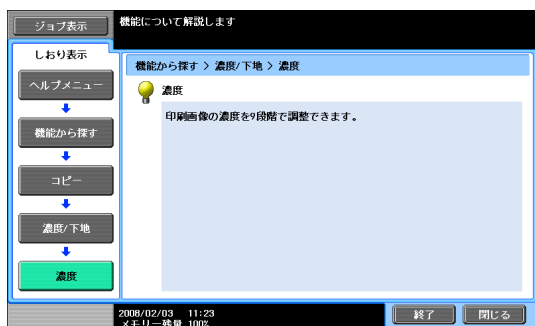 ジョブ表示
機能について解説します
しおり表示
機能から探す > 濃度/下地 > 濃度
ヘルプメニュー
濃度
印刷画像の濃度を9段階で調整できます。
機能から探す
コピー
濃度/下地
濃度
2008/02/03 11:23
メモリー残量 100%
終了
閉じる